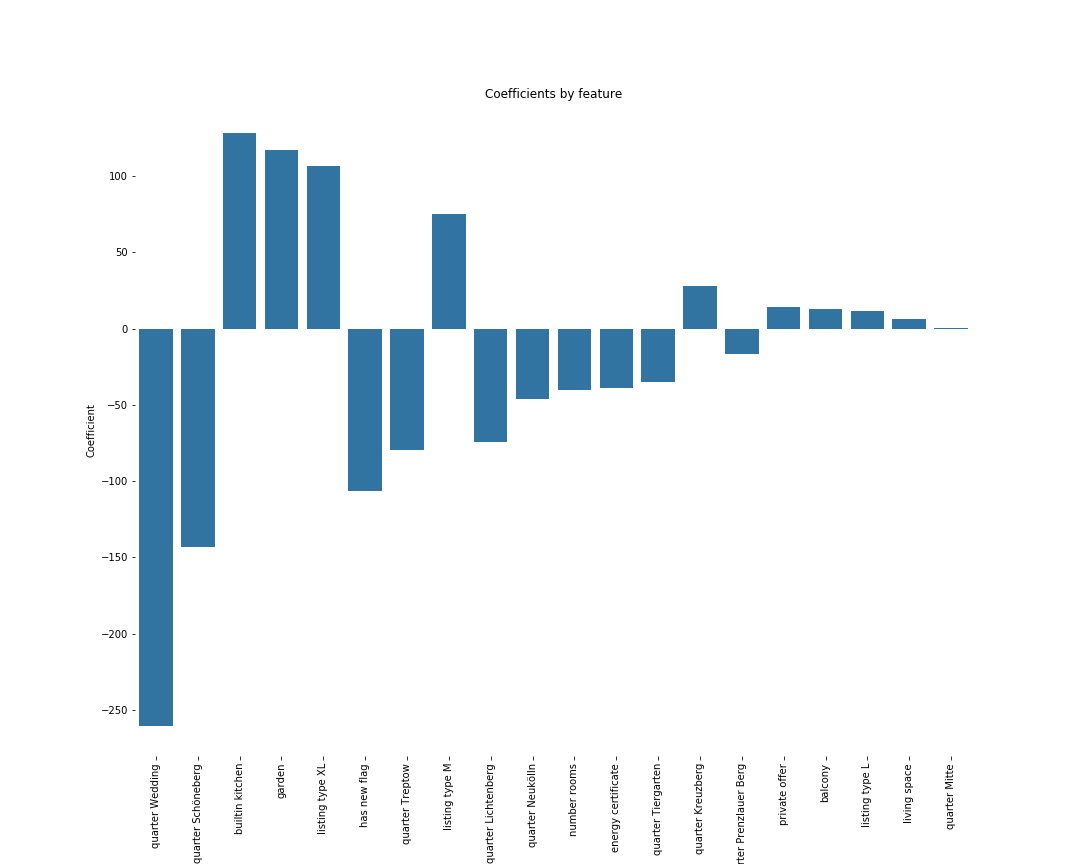 Coefficients by feature
Coefficient
100
50
0
−50
−100
−150
−200
−250
quarter Wedding
quarter Schöneberg
builtin kitchen
garden
listing type XL
has new flag
quarter Treptow
listing type M
quarter Lichtenberg
quarter Neukölln
number rooms
energy certificate
quarter Tiergarten
quarter Kreuzberg
rter Prenzlauer Berg
private offer
balcony
listing type L
living space
quarter Mitte